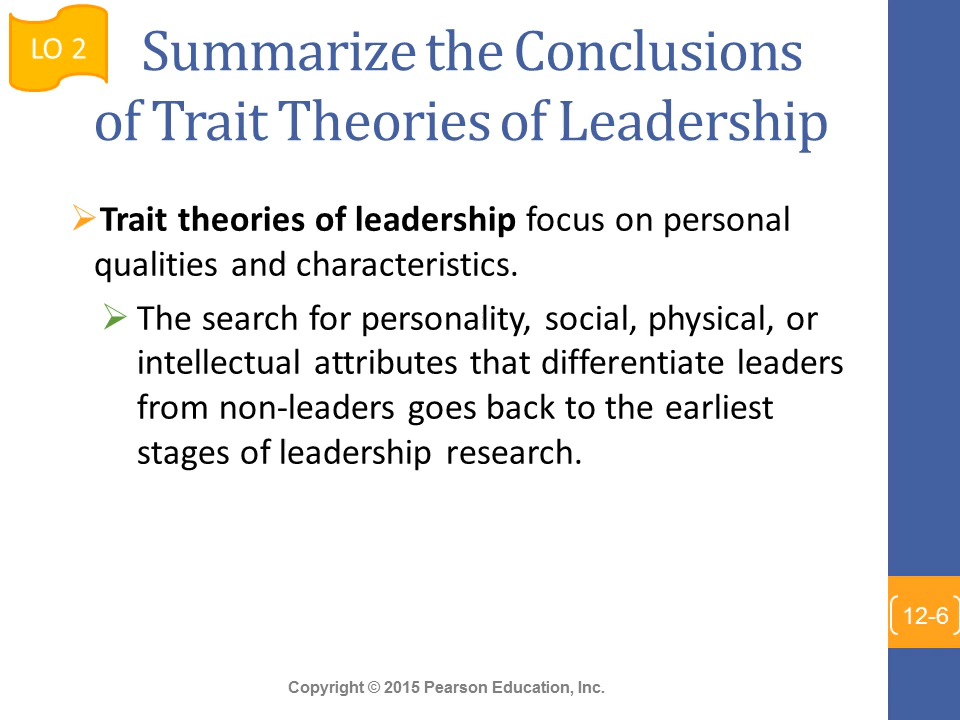 LO 2
Summarize the Conclusions
of Trait Theories of Leadership
➢Trait theories of leadership focus on personal
qualities and characteristics.
➢ The search for personality, social, physical, or
intellectual attributes that differentiate leaders
from non-leaders goes back to the earliest
stages of leadership research.
12-6
Copyright © 2015 Pearson Education, Inc.